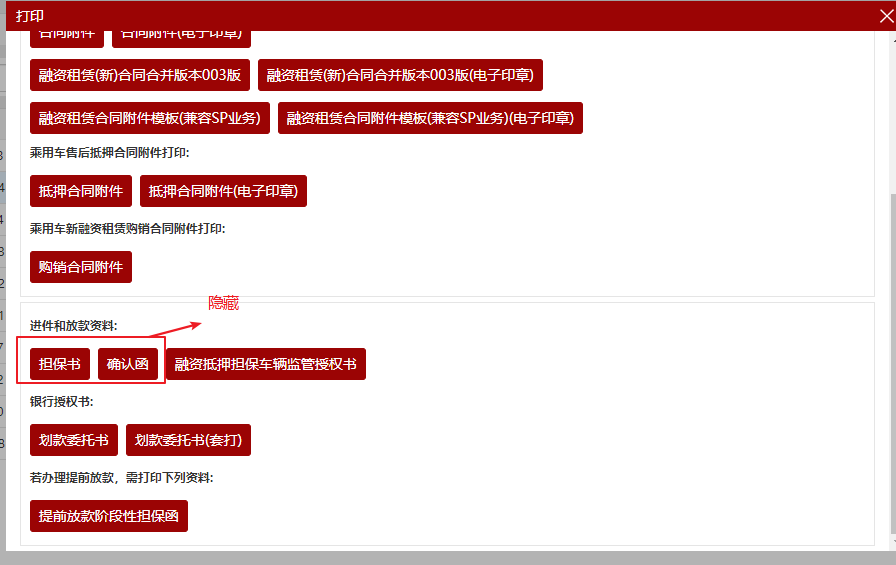 打印
合同附件 合同附件(电子印章)
融资租赁(新)合同合并版本003版 融资租赁(新)合同合并版本003版(电子印章)
融资租赁合同附件模板(兼容SP业务) 融资租赁合同附件模板(兼容SP业务)(电子印章)
乘用车售后抵押合同附件打印:
抵押合同附件 抵押合同附件(电子印章)
乘用车新融资租赁购销合同附件打印:
购销合同附件
隐藏
进件和放款资料:
担保书 确认函 融资抵押担保车辆监管授权书
银行授权书:
划款委托书 划款委托书(套打)
若办理提前放款，需打印下列资料:
提前放款阶段性担保函